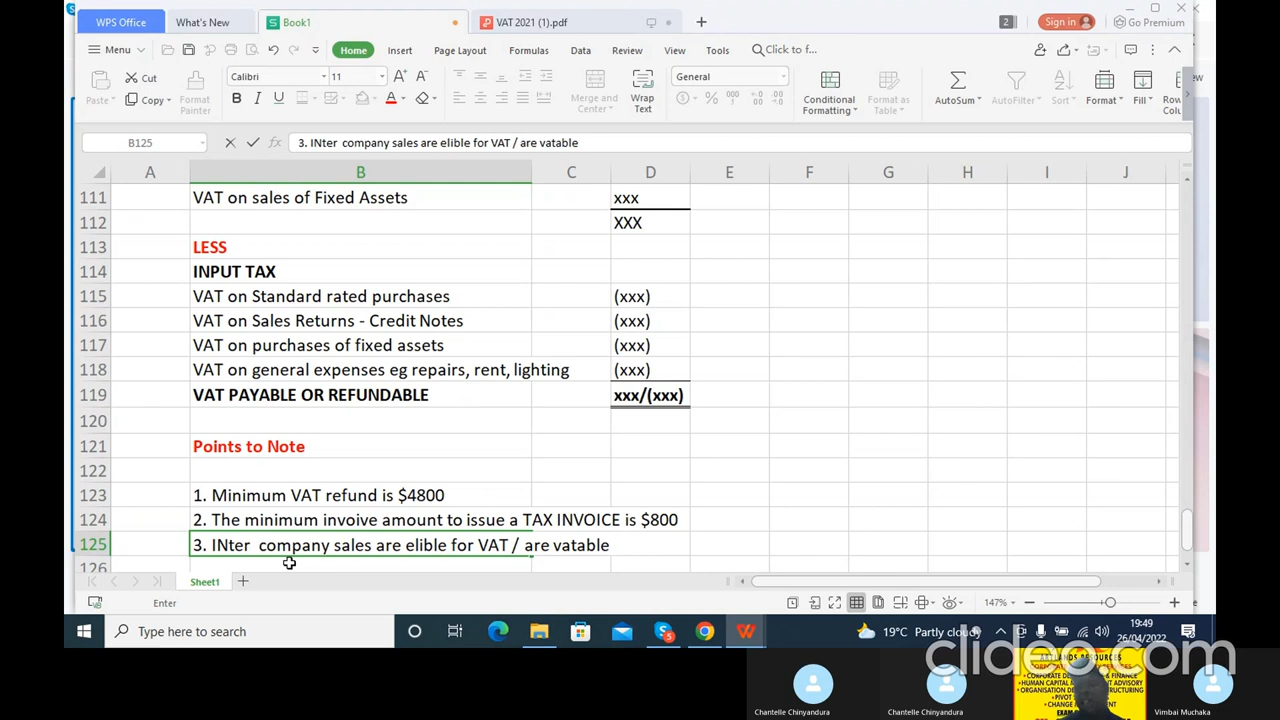 WPS Office What's New Book1 VAT 2021 (1).pdf 2 Sign in Go Premium
Menu Home Insert Page Layout Formulas Data Review View Tools Click to f...
Paste Cut Copy Format Painter Calibri 11 Merge and Center Wrap Text General Conditional Formatting Format as Table AutoSum AutoFilter Sort Format Fill
B125 fx 3. INter company sales are elible for VAT / are vatable
A B C D E F G H I J
111 VAT on sales of Fixed Assets xxx
112 XXX
113 LESS
114 INPUT TAX
115 VAT on Standard rated purchases (xxx)
116 VAT on Sales Returns - Credit Notes (xxx)
117 VAT on purchases of fixed assets (xxx)
118 VAT on general expenses eg repairs, rent, lighting (xxx)
119 VAT PAYABLE OR REFUNDABLE xxx/(xxx)
120
121 Points to Note
122
123 1. Minimum VAT refund is $4800
124 2. The minimum invoive amount to issue a TAX INVOICE is $800
125 3. INter company sales are elible for VAT / are vatable
126
Sheet1
Enter 147%
Type here to search 19°C Partly cloudy 19:49
26/04/2022
clideo.com
ARTLANDS RESOURCES
HUMAN CAPITAL
Chantelle Chinyandura Chantelle Chinyandura Vimbai Muchaka